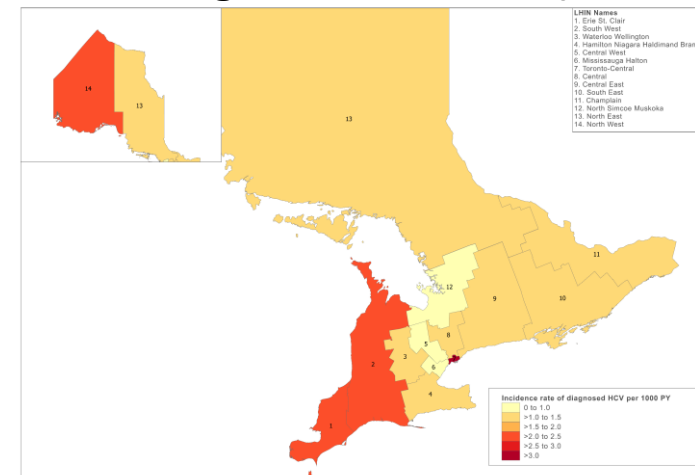 LHIN Names
1. Erie St. Clair
2. South West
3. Waterloo Wellington
4. Hamilton Niagara Haldimand Bran
5. Central West
6. Mississauga Halton
7. Toronto-Central
8. Central
9. Central East
10. South East
11. Champlain
12. North Simcoe Muskoka
13. North East
14. North West
14
13
13
11
12
9
10
8
5
3
6
2
4
1
Incidence rate of diagnosed HCV per 1000 PY
0 to 1.0
>1.0 to 1.5
>1.5 to 2.0
>2.0 to 2.5
>2.5 to 3.0
>3.0